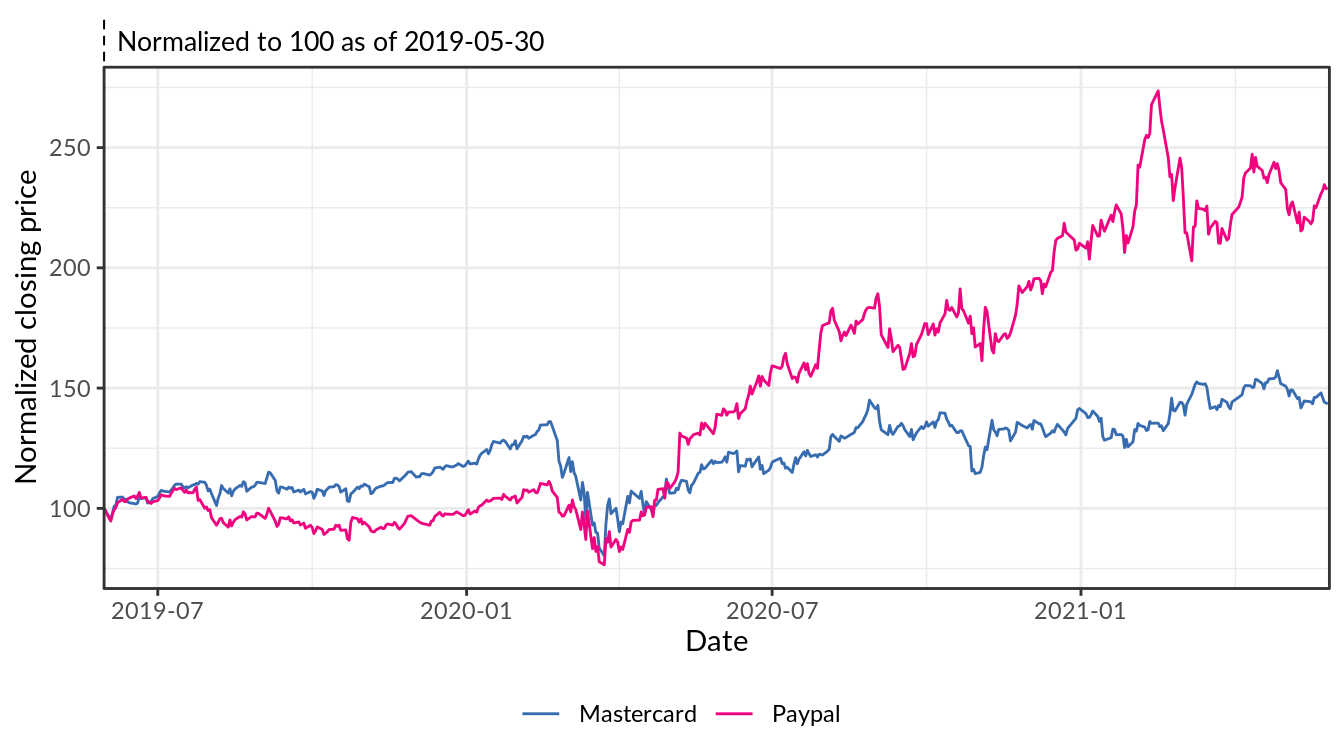 Normalized to 100 as of 2019-05-30
Normalized closing price
250
200
150
100
2019-07 2020-01 2020-07 2021-01
Date
Mastercard Paypal